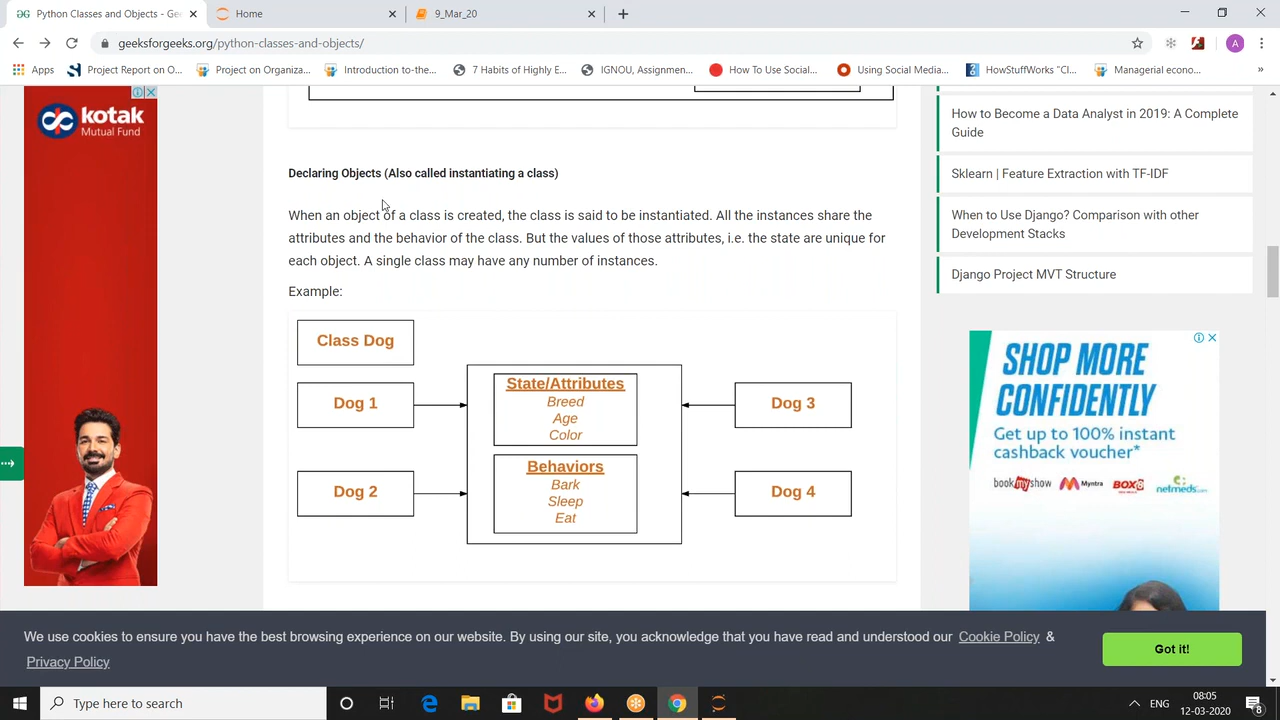 Python Classes and Objects - Gee
Home
9_Mar_20
geeksforgeeks.org/python-classes-and-objects/
A
Apps
Project Report on O...
Project on Organiza...
Introduction to-the...
7 Habits of Highly E...
IGNOU, Assignmen...
How To Use Social...
Using Social Media...
HowStuffWorks "Cl...
Managerial econo...
»
kotak
Mutual Fund
Declaring Objects (Also called instantiating a class)
When an object of a class is created, the class is said to be instantiated. All the instances share the
attributes and the behavior of the class. But the values of those attributes, i.e. the state are unique for
each object. A single class may have any number of instances.
Example:
Class Dog
Dog 1
Dog 2
State/Attributes
Breed
Age
Color
Behaviors
Bark
Sleep
Eat
Dog 3
Dog 4
How to Become a Data Analyst in 2019: A Complete
Guide
Sklearn | Feature Extraction with TF-IDF
When to Use Django? Comparison with other
Development Stacks
Django Project MVT Structure
SHOP MORE
CONFIDENTLY
Get up to 100% instant
cashback voucher*
bookmyshow
Myntra
BOX8
netmeds.com
We use cookies to ensure you have the best browsing experience on our website. By using our site, you acknowledge that you have read and understood our Cookie Policy &
Privacy Policy
Got it!
Type here to search
ENG
08:05
12-03-2020
8